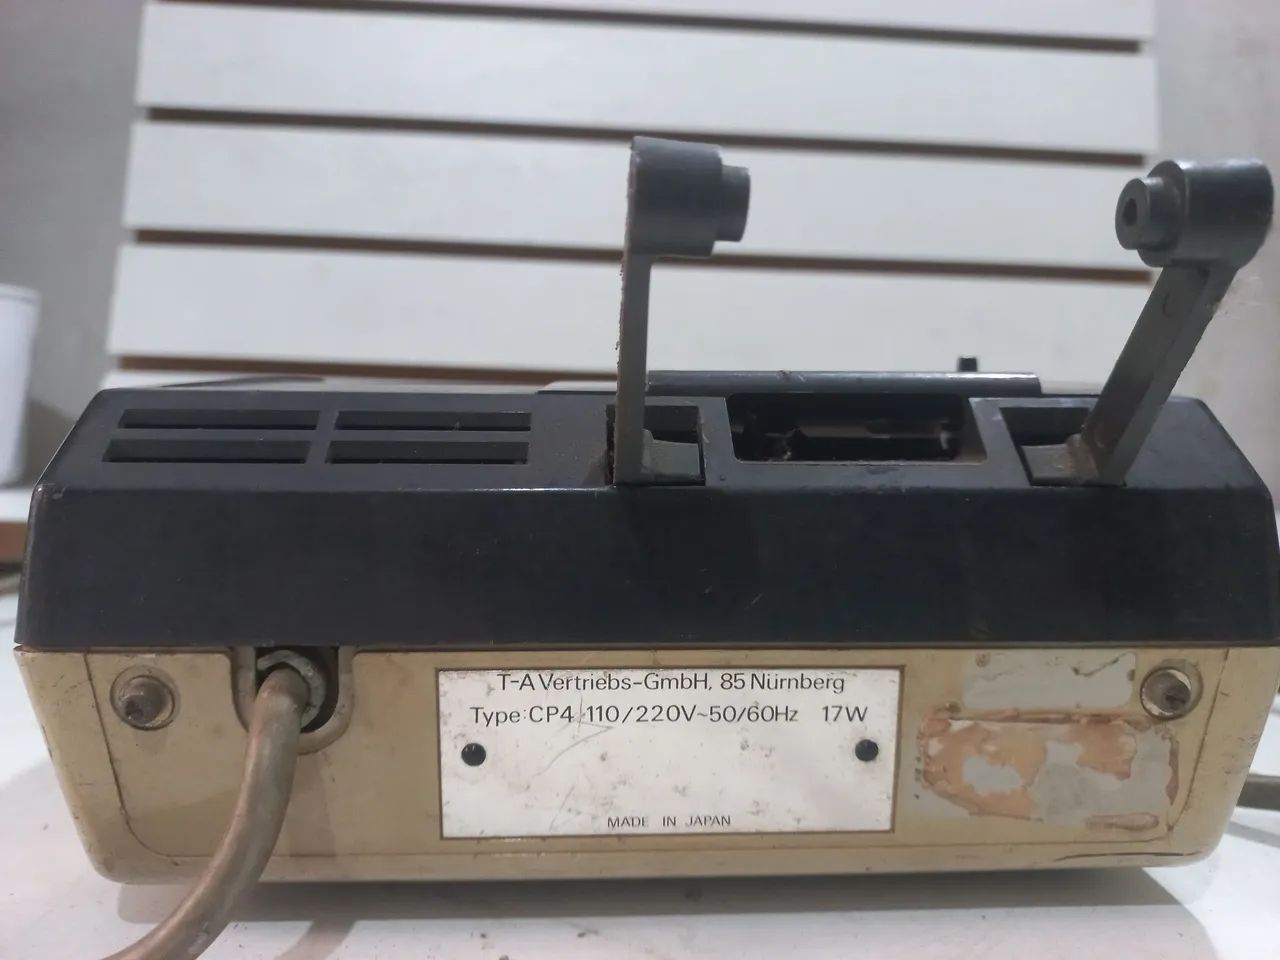 T-A Vertriebs-GmbH, 85 Nürnberg
Type: CP4 110/220V~50/60Hz 17W
MADE IN JAPAN